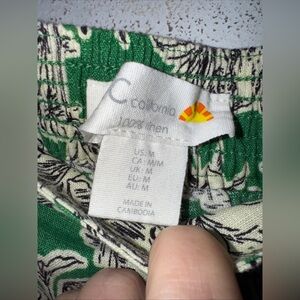 C california
100% linen
US: M
CA: M/M
UK: M
EU: M
AU: M
MADE IN
CAMBODIA